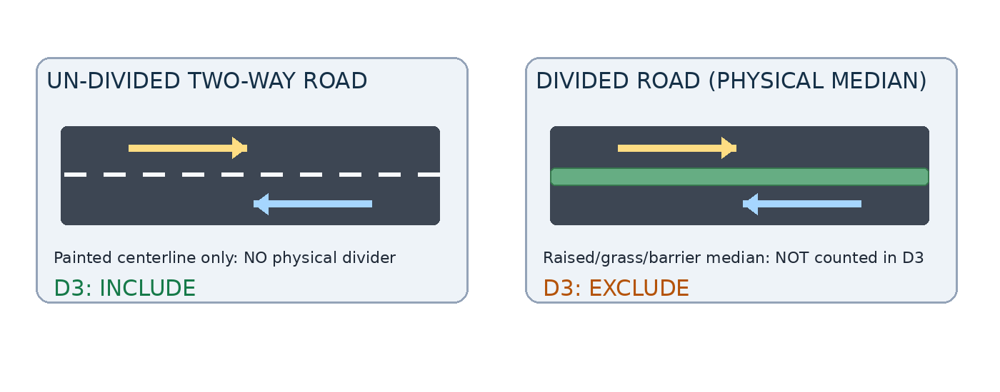 UN-DIVIDED TWO-WAY ROAD
Painted centerline only: NO physical divider
D3: INCLUDE
DIVIDED ROAD (PHYSICAL MEDIAN)
Raised/grass/barrier median: NOT counted in D3
D3: EXCLUDE